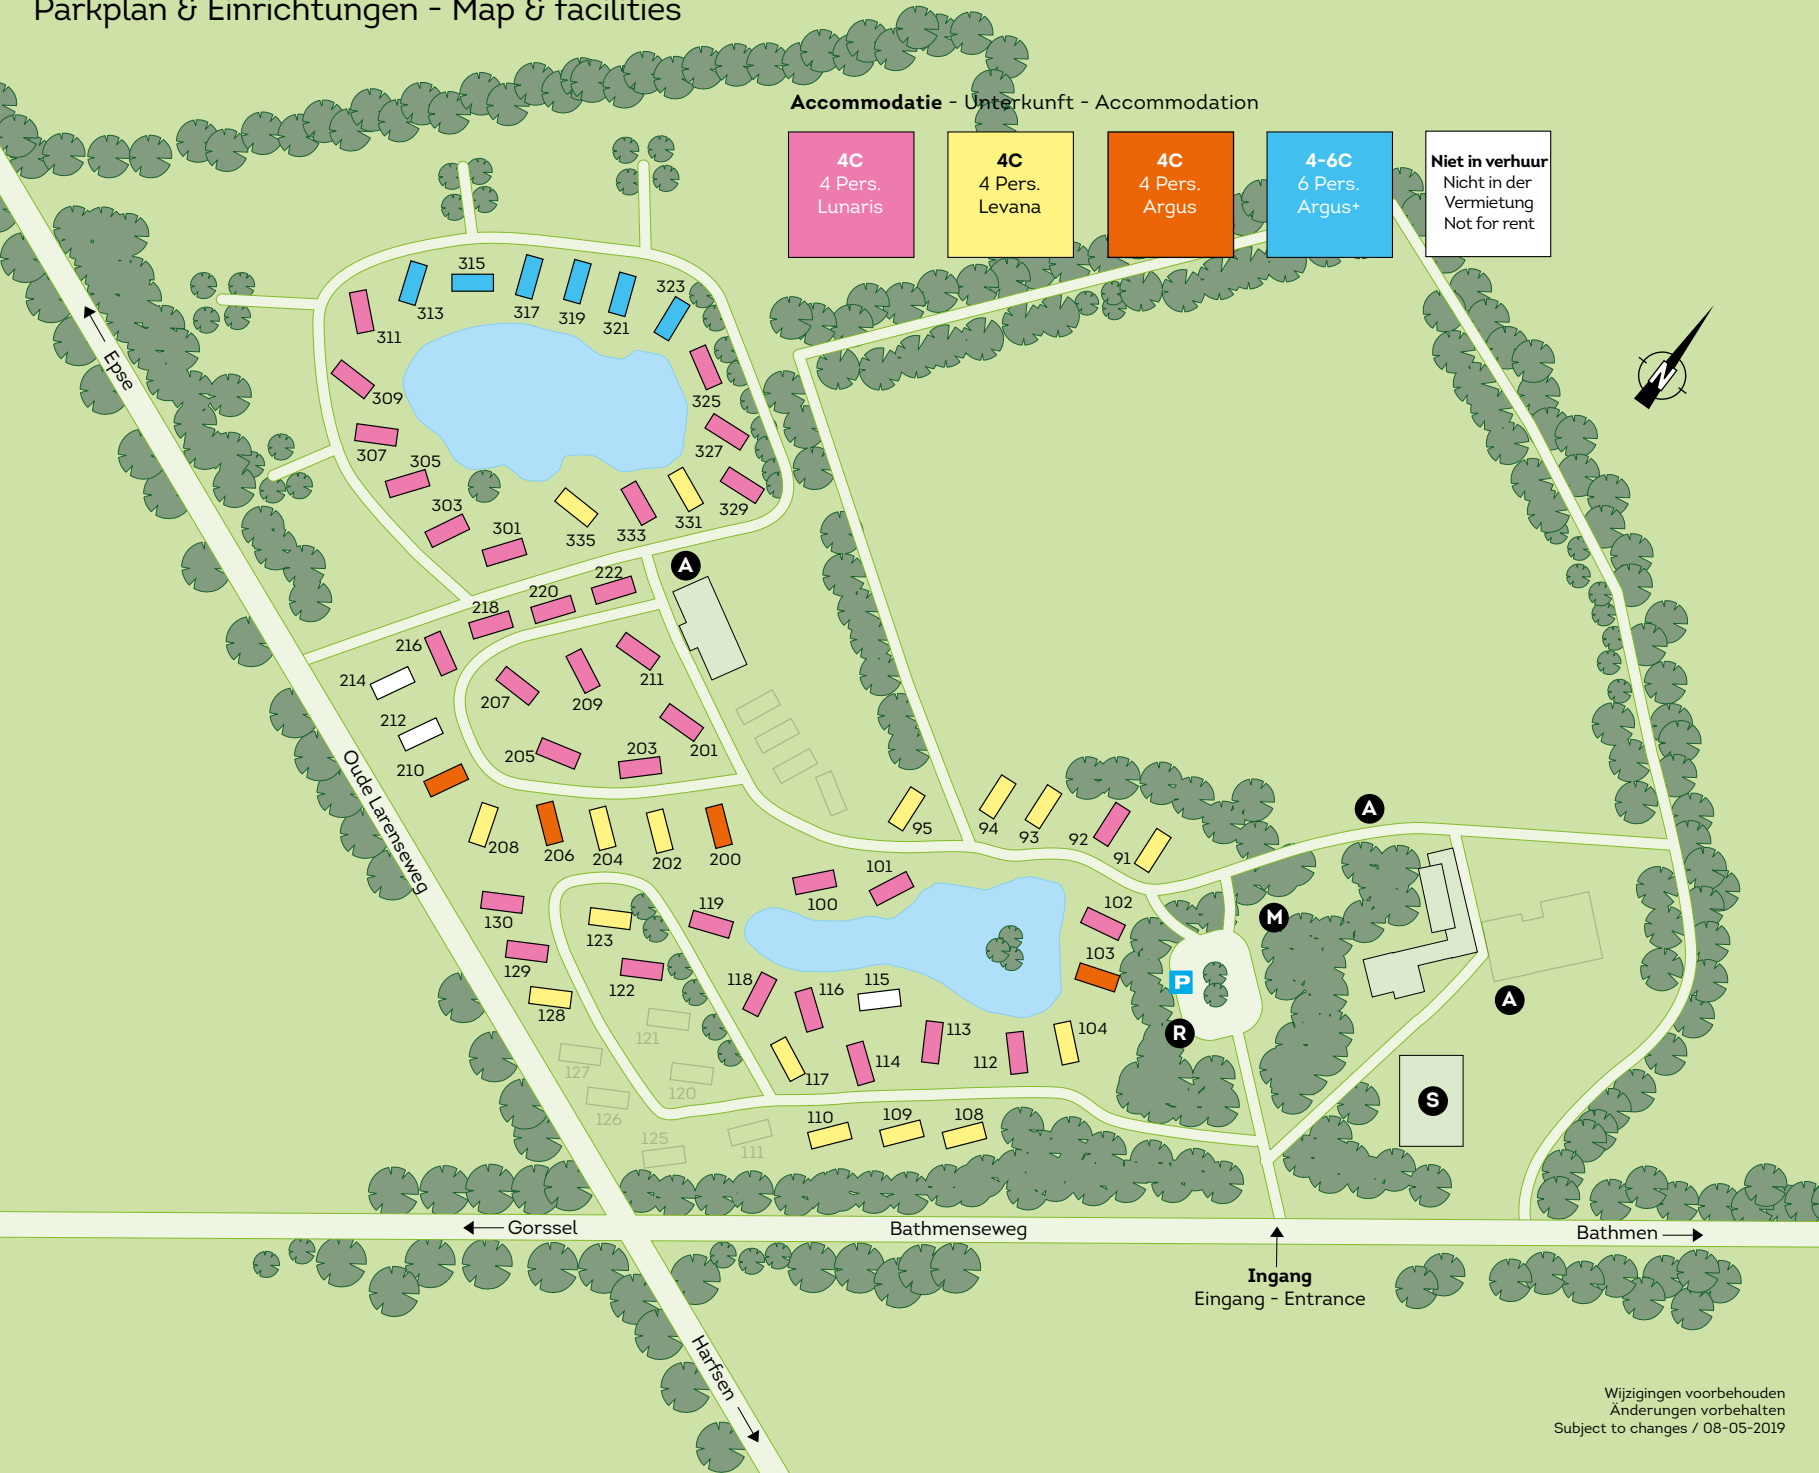 Parkplan & Einrichtungen - Map & facilities
Accommodatie - Unterkunft - Accommodation
4C
4 Pers.
Lunaris
4C
4 Pers.
Levana
4C
4 Pers.
Argus
4-6C
6 Pers.
Argus+
Niet in verhuur
Nicht in der
Vermietung
Not for rent
315
313
317
319
321
323
311
309
325
307
327
305
303
301
335
333
331
329
A
222
220
218
216
214
212
207
209
211
201
205
203
210
208
206
204
202
200
95
94
93
92
91
A
N
Epse
Oude Larenseweg
130
129
128
123
122
119
100
101
102
103
M
P
R
A
S
118
116
115
113
112
104
117
114
121
127
120
126
125
111
110
109
108
Gorssel
Bathmenseweg
Bathmen
Ingang
Eingang - Entrance
Harfsen
Wijzigingen voorbehouden
Änderungen vorbehalten
Subject to changes / 08-05-2019